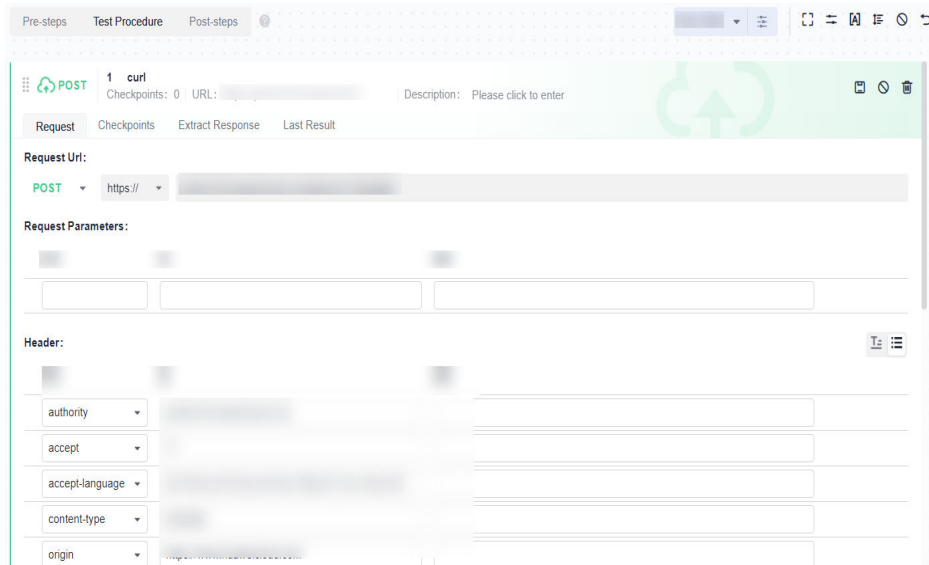 Pre-steps Test Procedure Post-steps
POST 1 curl
Checkpoints: 0 URL: Description: Please click to enter
Request Checkpoints Extract Response Last Result
Request Url:
POST https://
Request Parameters:
Header:
authority
accept
accept-language
content-type
origin